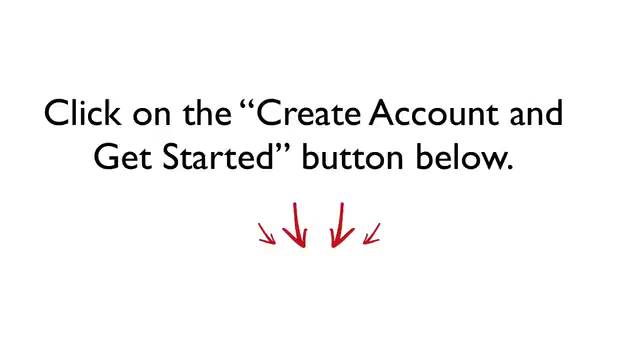 Click on the “Create Account and
Get Started” button below.